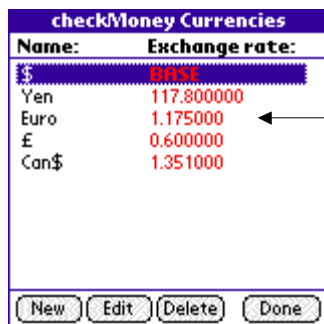 checkMoney Currencies
Name: Exchange rate:
$ BASE
Yen 117.800000
Euro 1.175000
£ 0.600000
Can$ 1.351000
New Edit Delete Done